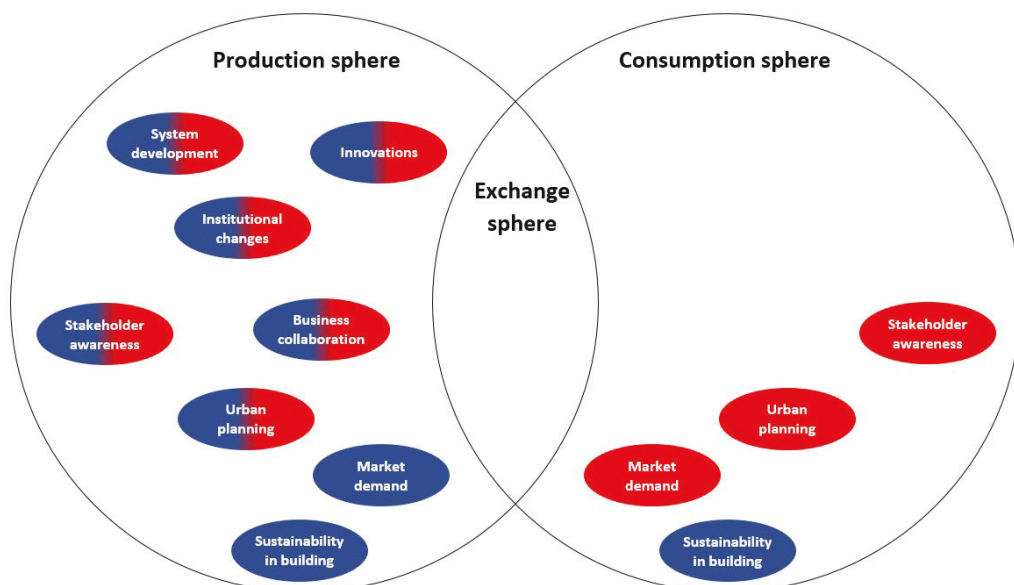 Production sphere
Consumption sphere
System
development
Innovations
Exchange
sphere
Institutional
changes
Stakeholder
awareness
Business
collaboration
Stakeholder
awareness
Urban
planning
Urban
planning
Market
demand
Market
demand
Sustainability
in building
Sustainability
in building